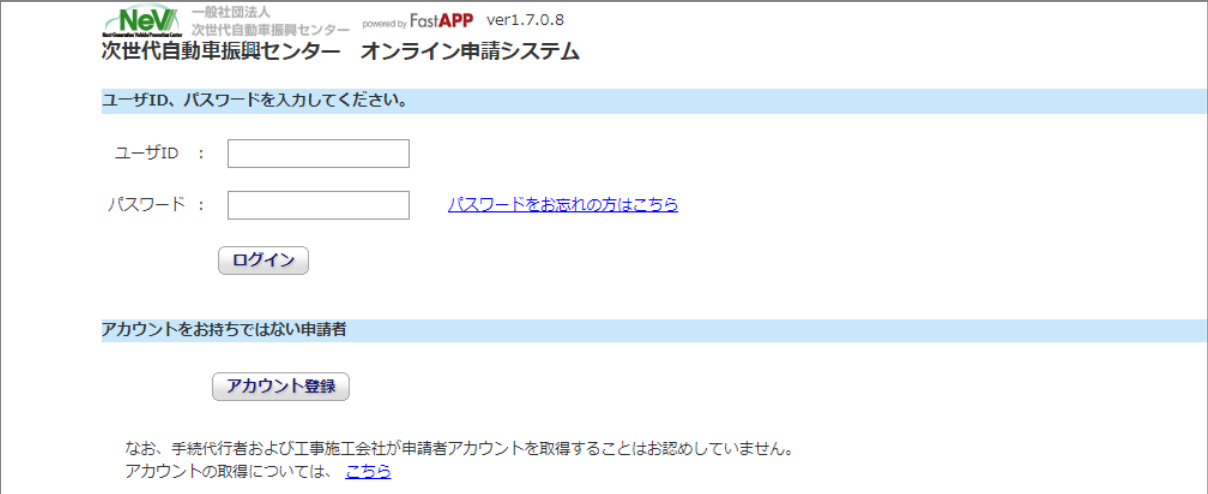 NeV 一般社団法人
Next Generation Vehicle Promotion Center 次世代自動車振興センター powered by FastAPP ver1.7.0.8
次世代自動車振興センター　オンライン申請システム
ユーザID、パスワードを入力してください。
ユーザID ：
パスワード ： パスワードをお忘れの方はこちら
ログイン
アカウントをお持ちではない申請者
アカウント登録
なお、手続代行者および工事施工会社が申請者アカウントを取得することはお認めしていません。
アカウントの取得については、 こちら